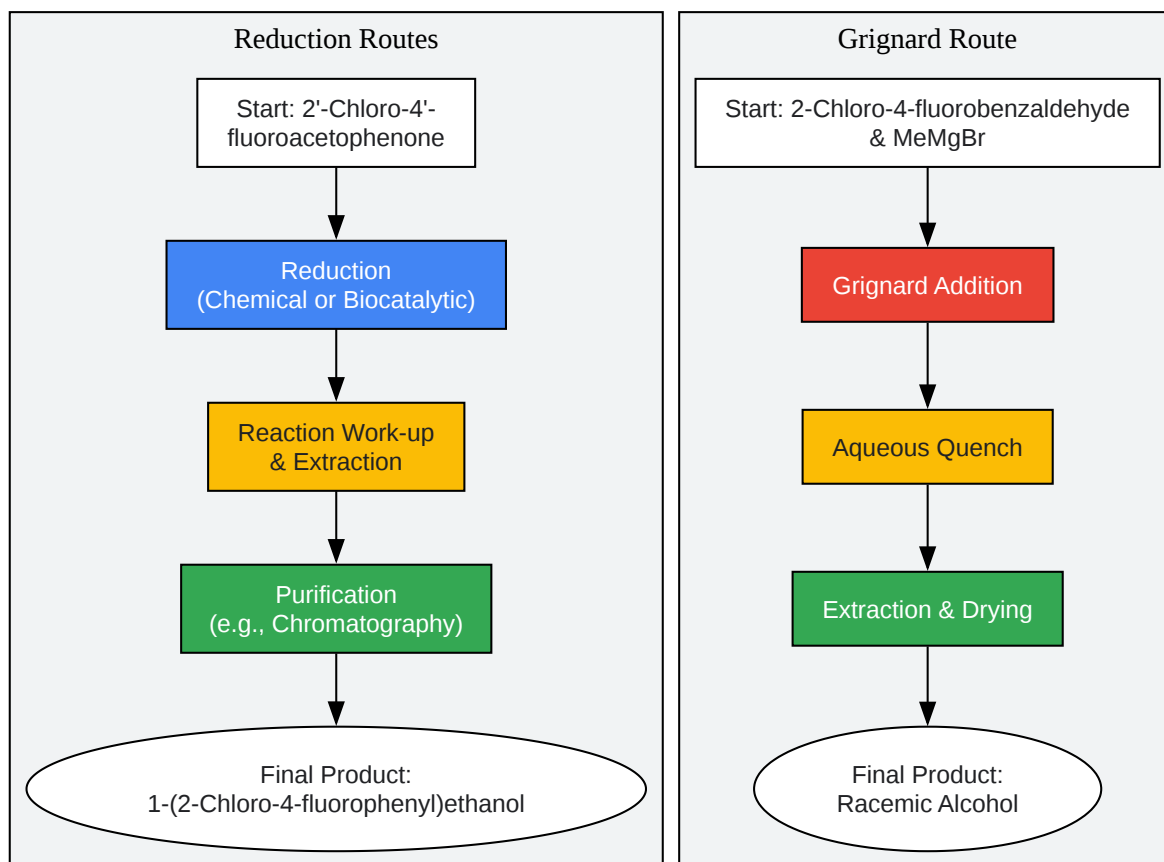 Reduction Routes
Start: 2'-Chloro-4'-
fluoroacetophenone
Reduction
(Chemical or Biocatalytic)
Reaction Work-up
& Extraction
Purification
(e.g., Chromatography)
Final Product:
1-(2-Chloro-4-fluorophenyl)ethanol
Grignard Route
Start: 2-Chloro-4-fluorobenzaldehyde
& MeMgBr
Grignard Addition
Aqueous Quench
Extraction & Drying
Final Product:
Racemic Alcohol